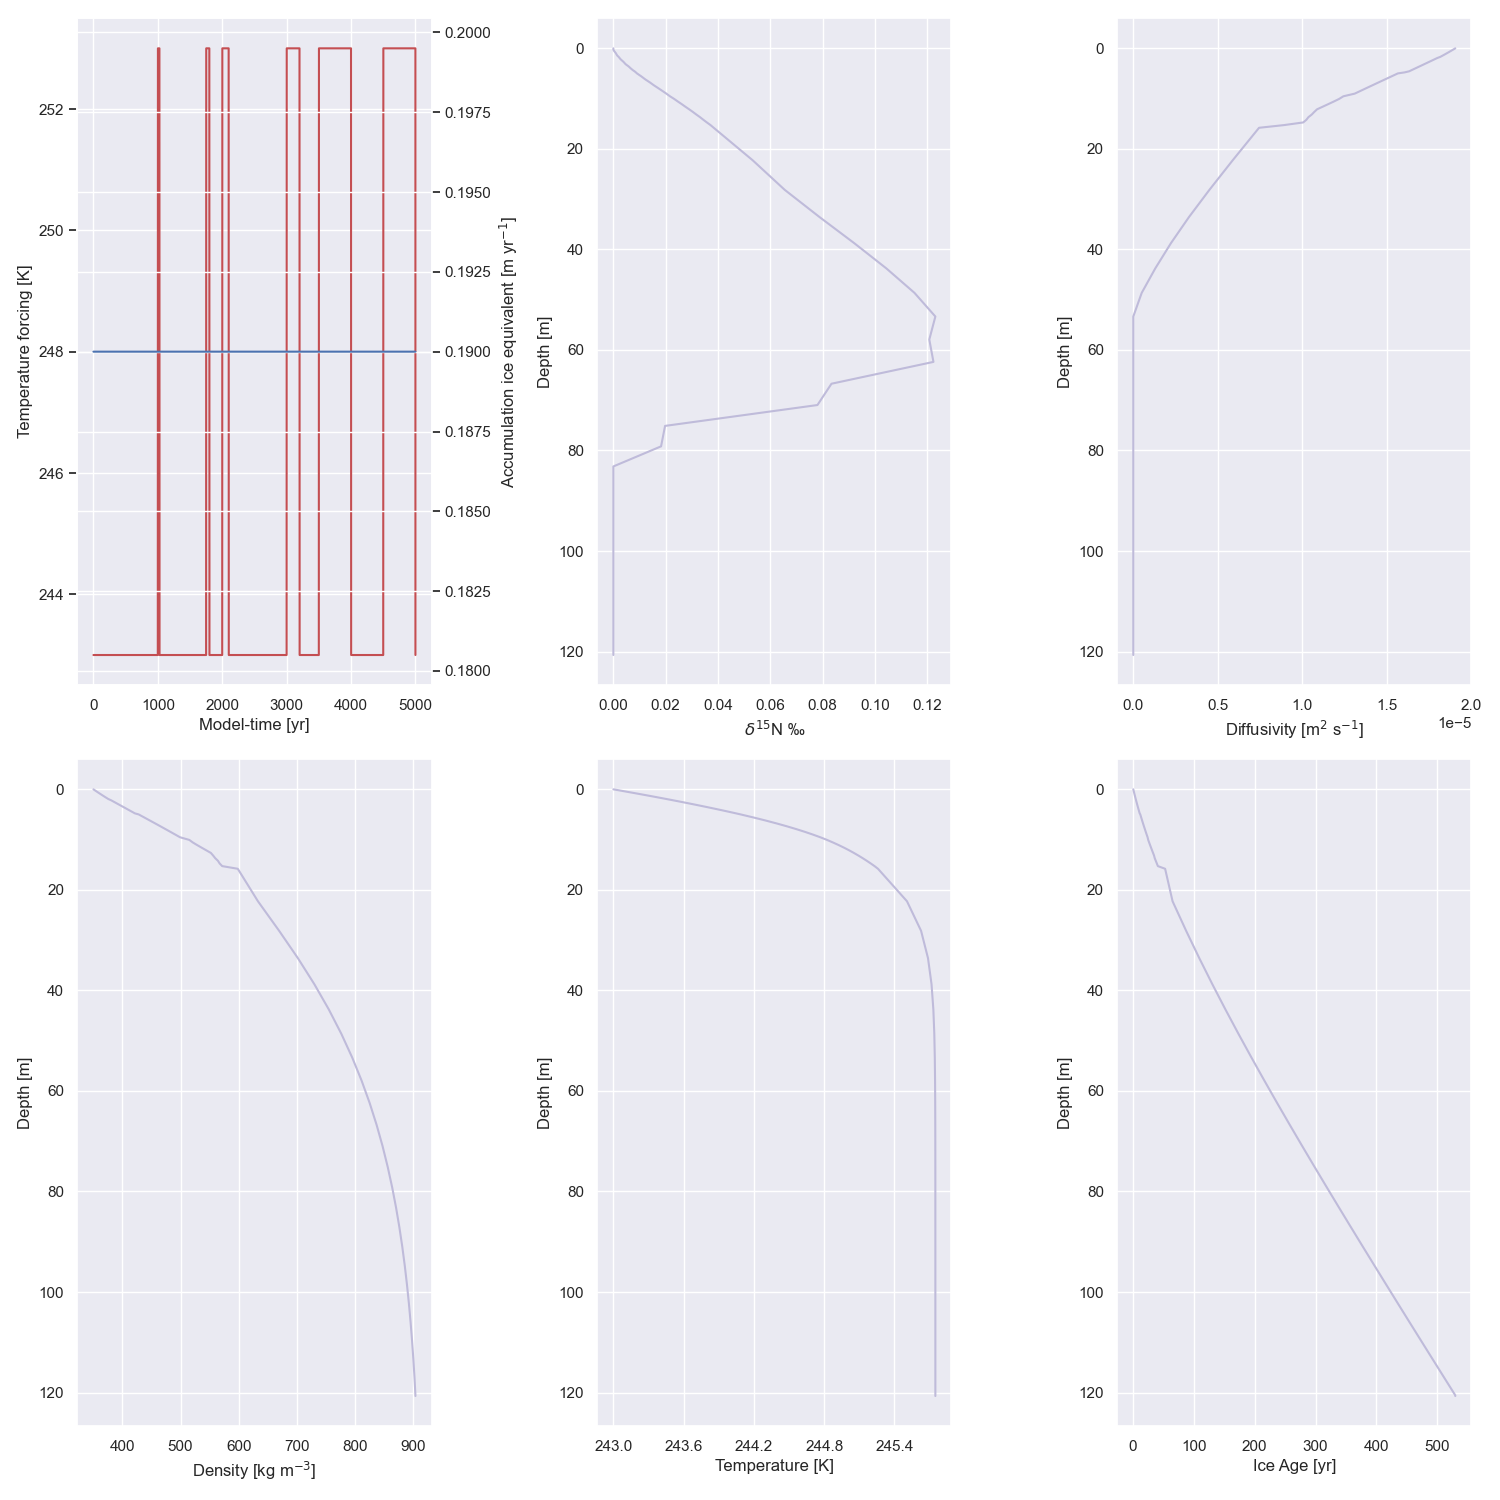 Temperature forcing [K]
252
250
248
246
244
0 1000 2000 3000 4000 5000
Model-time [yr]
0.2000
0.1975
0.1950
0.1925
0.1900
0.1875
0.1850
0.1825
0.1800
Accumulation ice equivalent [m yr⁻¹]
Depth [m]
0
20
40
60
80
100
120
0.00 0.02 0.04 0.06 0.08 0.10 0.12
δ¹⁵N ‰
Depth [m]
0
20
40
60
80
100
120
0.0 0.5 1.0 1.5 2.0
1e−5
Diffusivity [m² s⁻¹]
Depth [m]
0
20
40
60
80
100
120
400 500 600 700 800 900
Density [kg m⁻³]
Depth [m]
0
20
40
60
80
100
120
243.0 243.6 244.2 244.8 245.4
Temperature [K]
Depth [m]
0
20
40
60
80
100
120
0 100 200 300 400 500
Ice Age [yr]